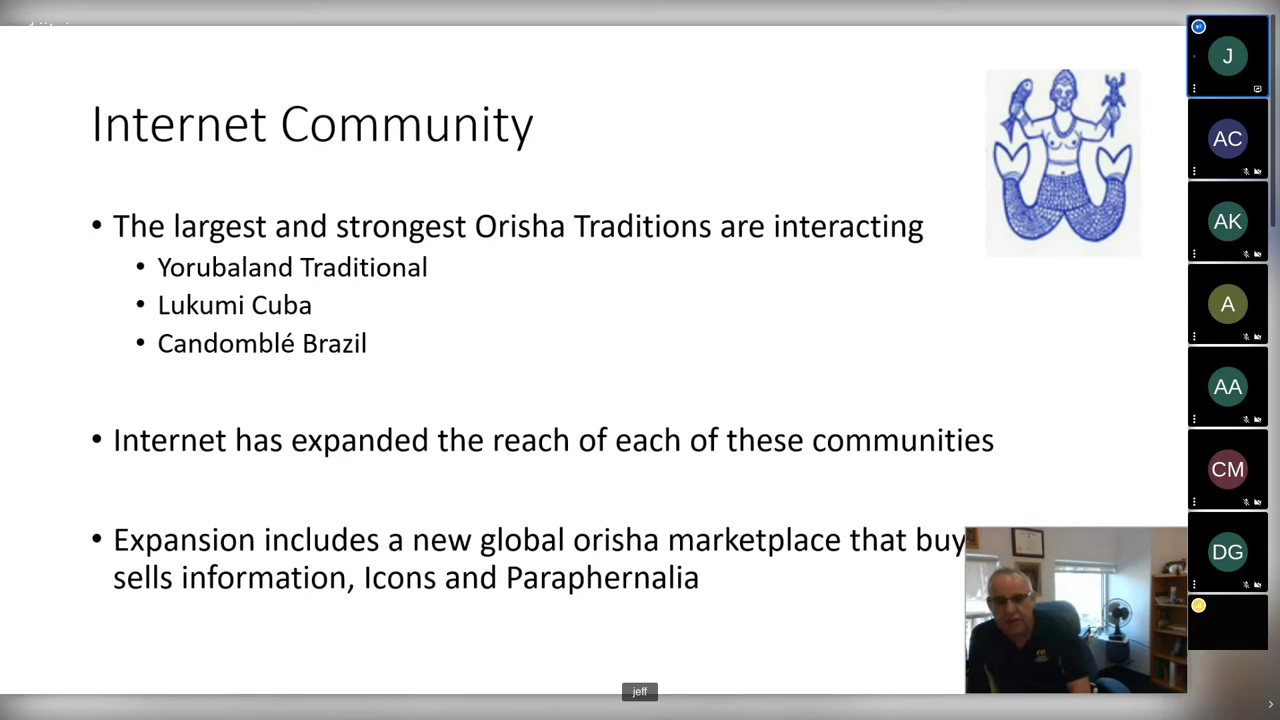 Internet Community
• The largest and strongest Orisha Traditions are interacting
• Yorubaland Traditional
• Lukumi Cuba
• Candomblé Brazil
• Internet has expanded the reach of each of these communities
• Expansion includes a new global orisha marketplace that buy
sells information, Icons and Paraphernalia
J
AC
AK
A
AA
CM
DG
jeff